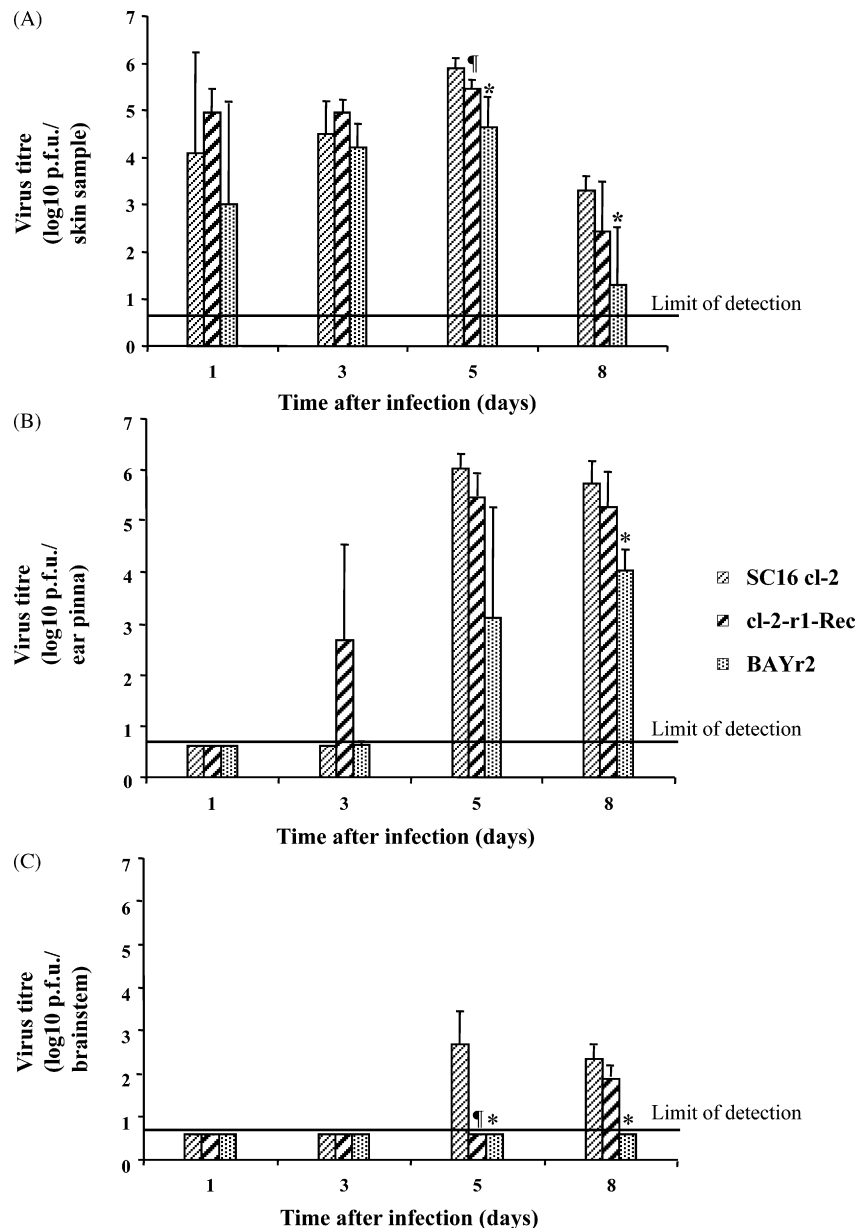 (A)
Virus titre
(log10 p.f.u./
skin sample)
7
6
5
4
3
2
1
0
¶
*
*
Limit of detection
1 3 5 8
Time after infection (days)
(B)
Virus titre
(log10 p.f.u./
ear pinna)
7
6
5
4
3
2
1
0
*
Limit of detection
1 3 5 8
Time after infection (days)
SC16 cl-2
cl-2-r1-Rec
BAYr2
(C)
Virus titre
(log10 p.f.u./
brainstem)
7
6
5
4
3
2
1
0
¶ *
*
Limit of detection
1 3 5 8
Time after infection (days)